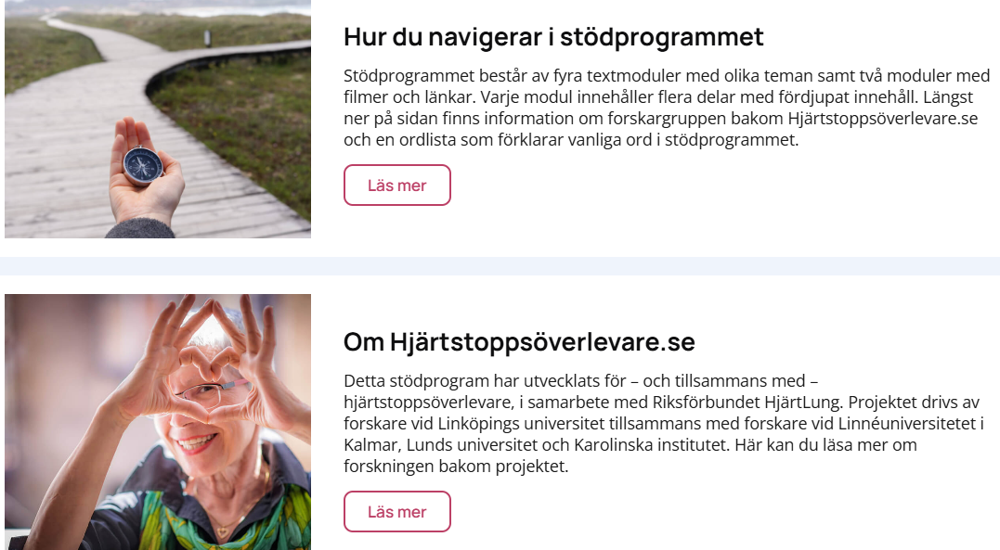 Hur du navigerar i stödprogrammet
Stödprogrammet består av fyra textmoduler med olika teman samt två moduler med
filmer och länkar. Varje modul innehåller flera delar med fördjupat innehåll. Längst
ner på sidan finns information om forskargruppen bakom Hjärtstoppsöverlevare.se
och en ordlista som förklarar vanliga ord i stödprogrammet.
Läs mer
Om Hjärtstoppsöverlevare.se
Detta stödprogram har utvecklats för – och tillsammans med –
hjärtstoppsöverlevare, i samarbete med Riksförbundet HjärtLung. Projektet drivs av
forskare vid Linköpings universitet tillsammans med forskare vid Linnéuniversitetet i
Kalmar, Lunds universitet och Karolinska institutet. Här kan du läsa mer om
forskningen bakom projektet.
Läs mer